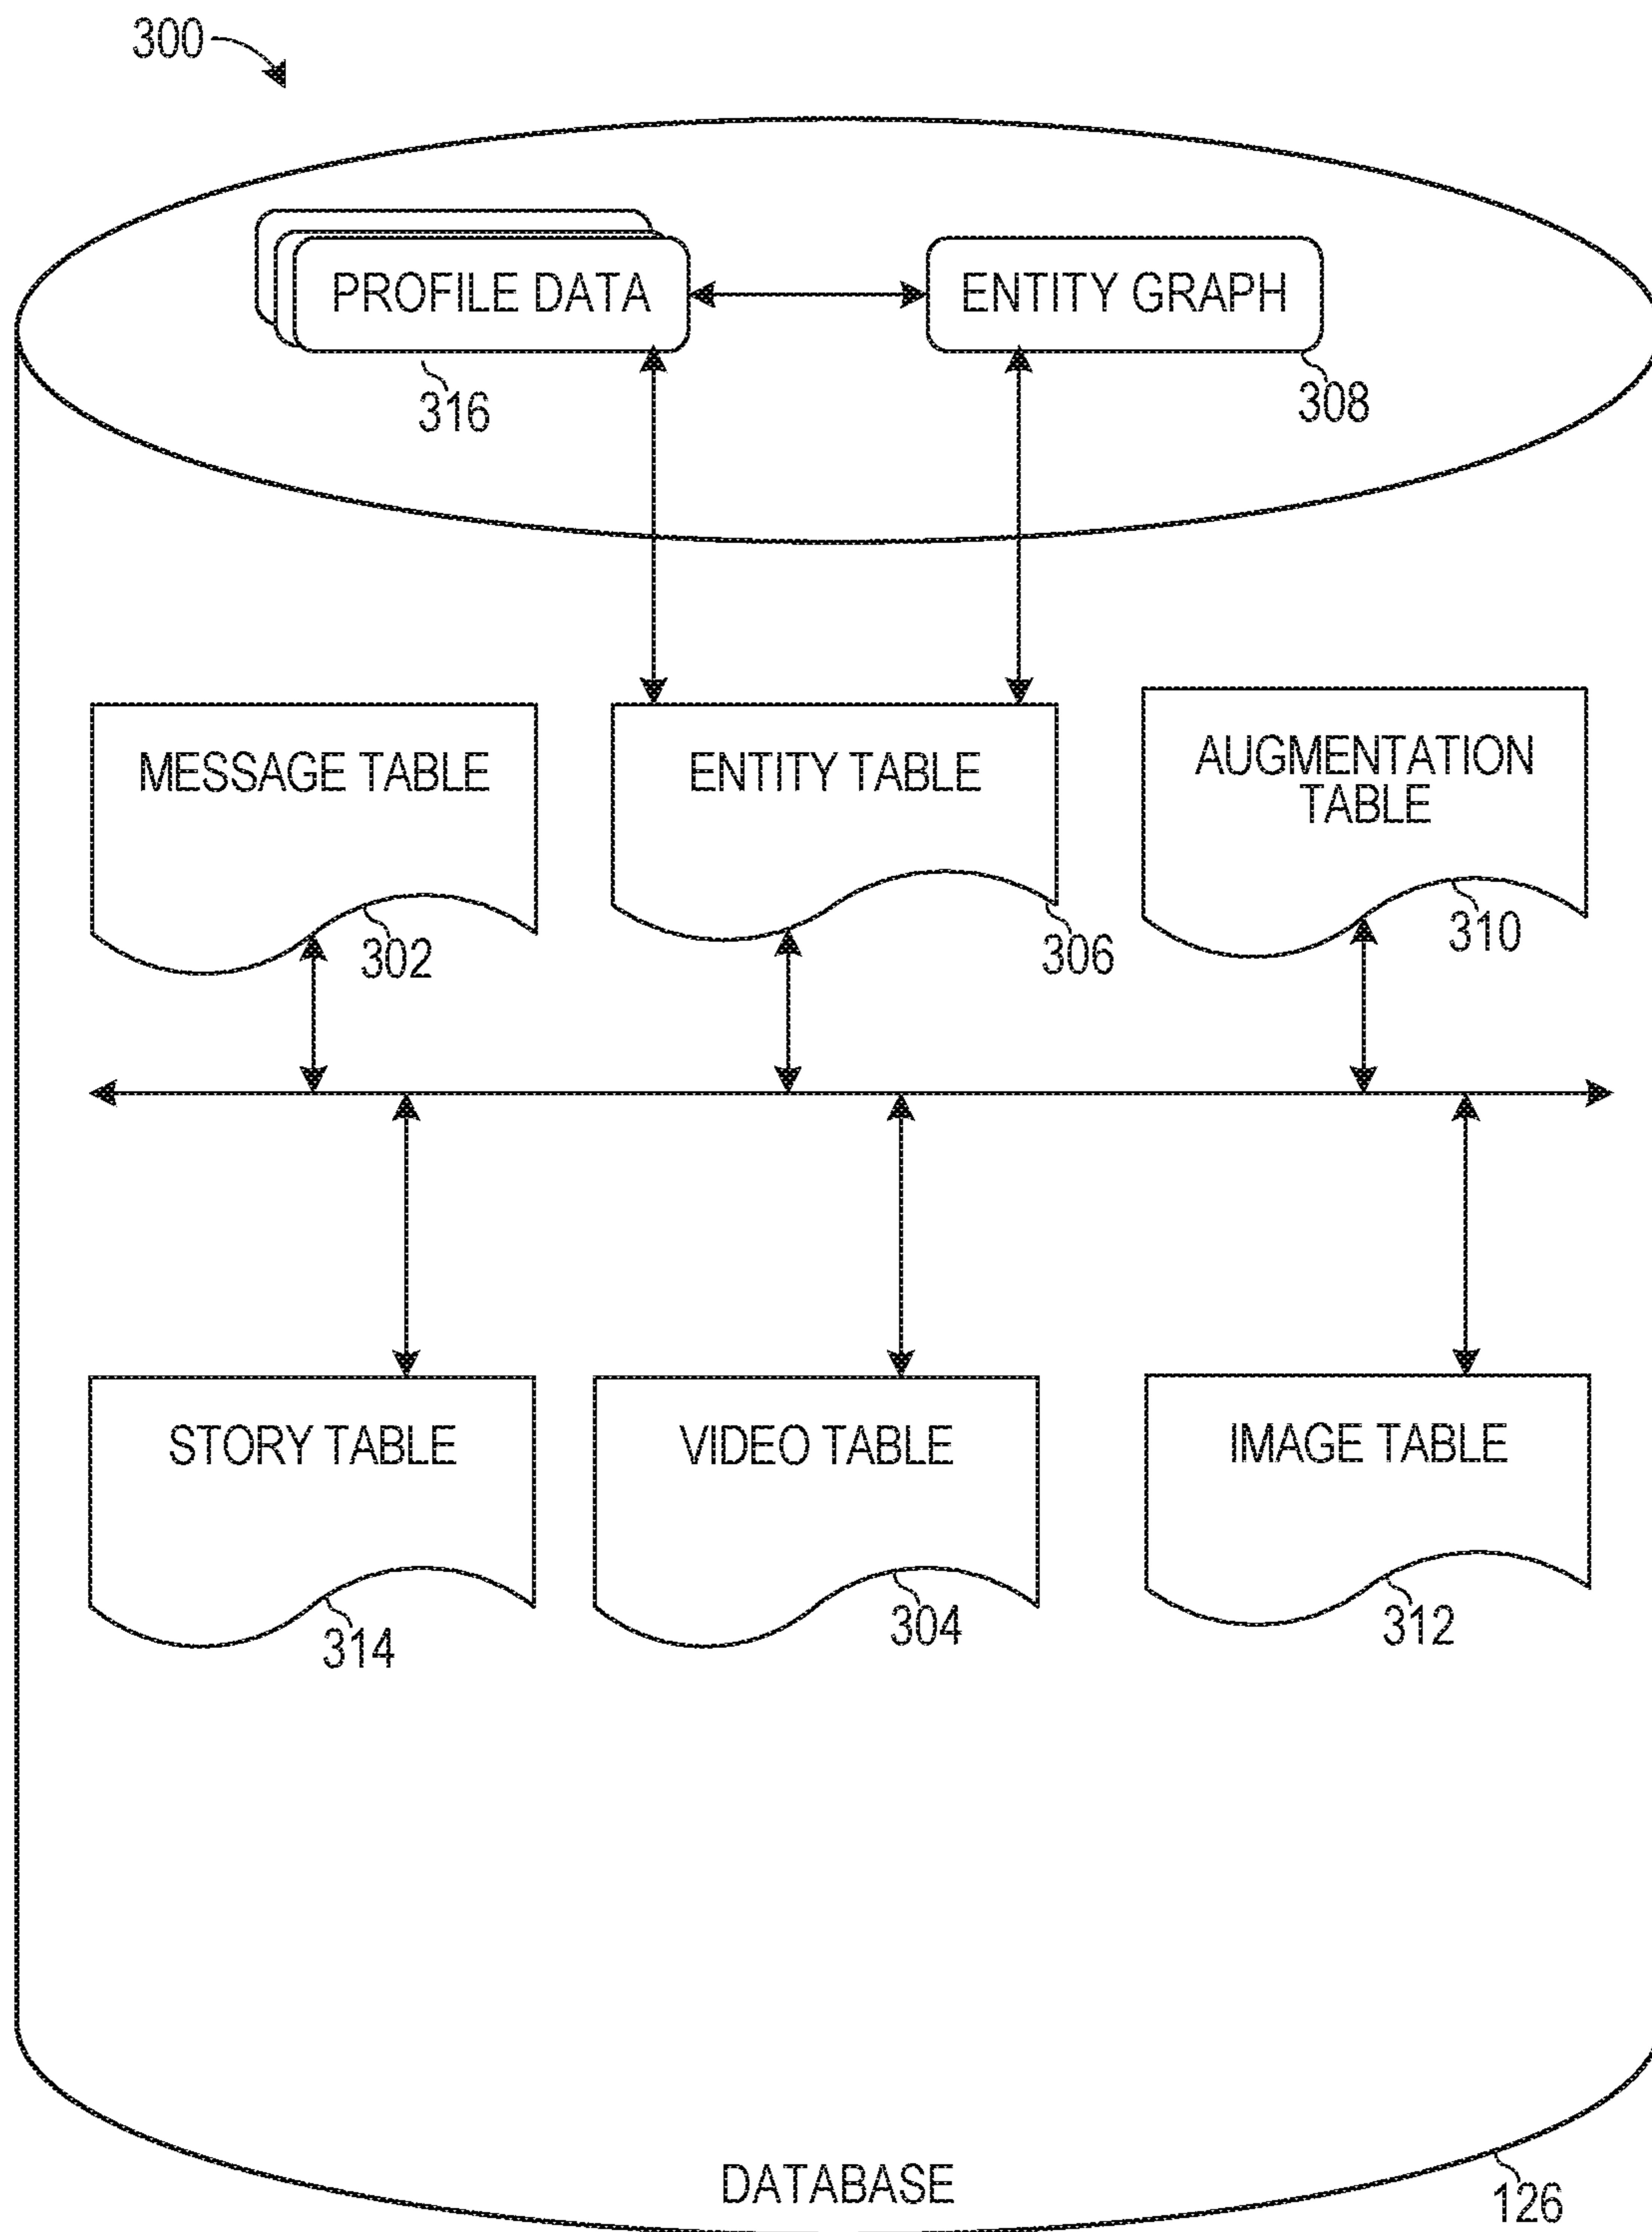 300
PROFILE DATA
ENTITY GRAPH
316
308
MESSAGE TABLE
ENTITY TABLE
AUGMENTATION
TABLE
302
306
310
STORY TABLE
VIDEO TABLE
IMAGE TABLE
314
304
312
DATABASE
126